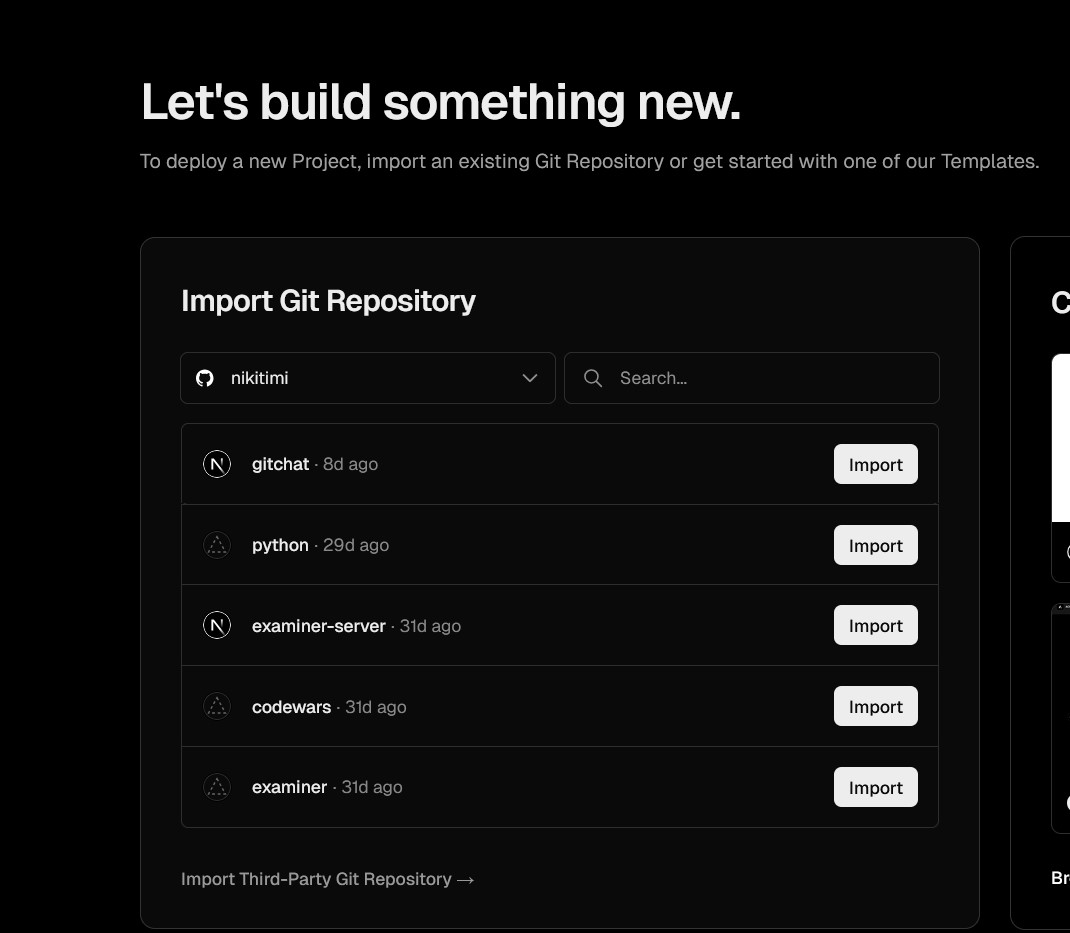 Let's build something new.
To deploy a new Project, import an existing Git Repository or get started with one of our Templates.
Import Git Repository
nikitimi
Search...
gitchat · 8d ago
Import
python · 29d ago
Import
examiner-server · 31d ago
Import
codewars · 31d ago
Import
examiner · 31d ago
Import
Import Third-Party Git Repository →